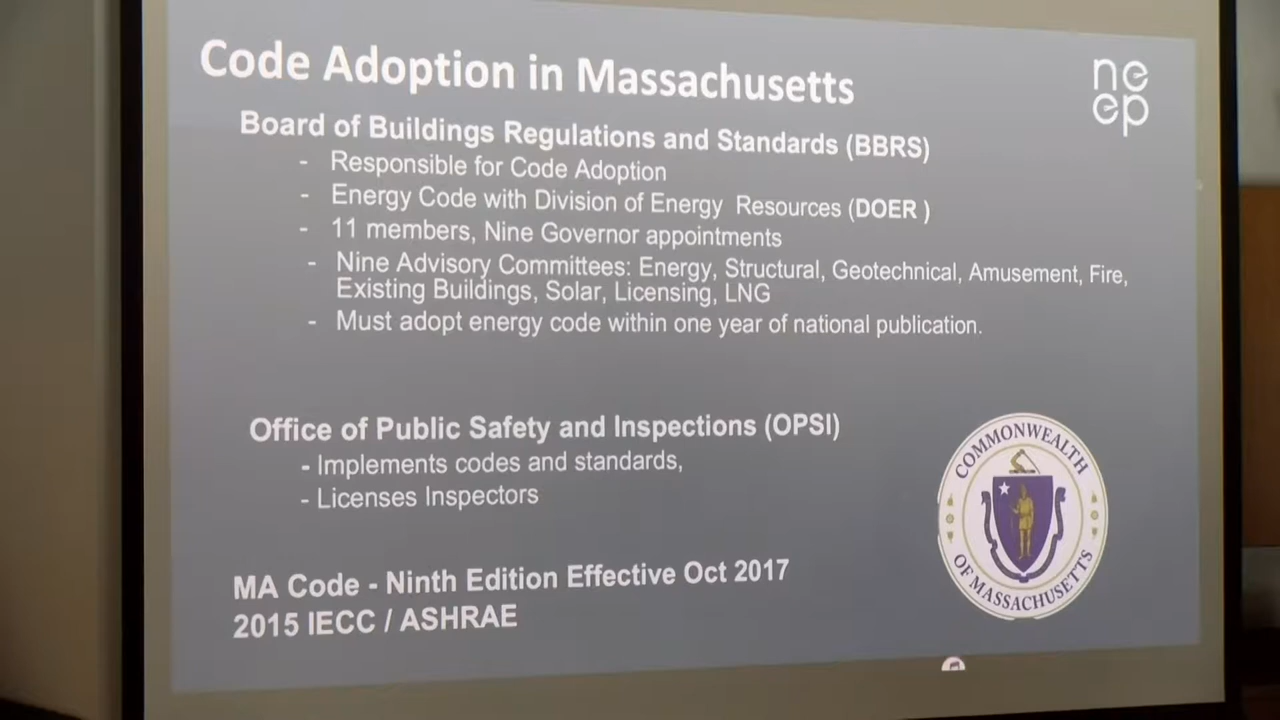 Code Adoption in Massachusetts
ne
ep
Board of Buildings Regulations and Standards (BBRS)
- Responsible for Code Adoption
- Energy Code with Division of Energy Resources (DOER )
- 11 members, Nine Governor appointments
- Nine Advisory Committees: Energy, Structural, Geotechnical, Amusement, Fire,
Existing Buildings, Solar, Licensing, LNG
- Must adopt energy code within one year of national publication.
Office of Public Safety and Inspections (OPSI)
- Implements codes and standards,
- Licenses Inspectors
COMMONWEALTH
OF MASSACHUSETTS
MA Code - Ninth Edition Effective Oct 2017
2015 IECC / ASHRAE